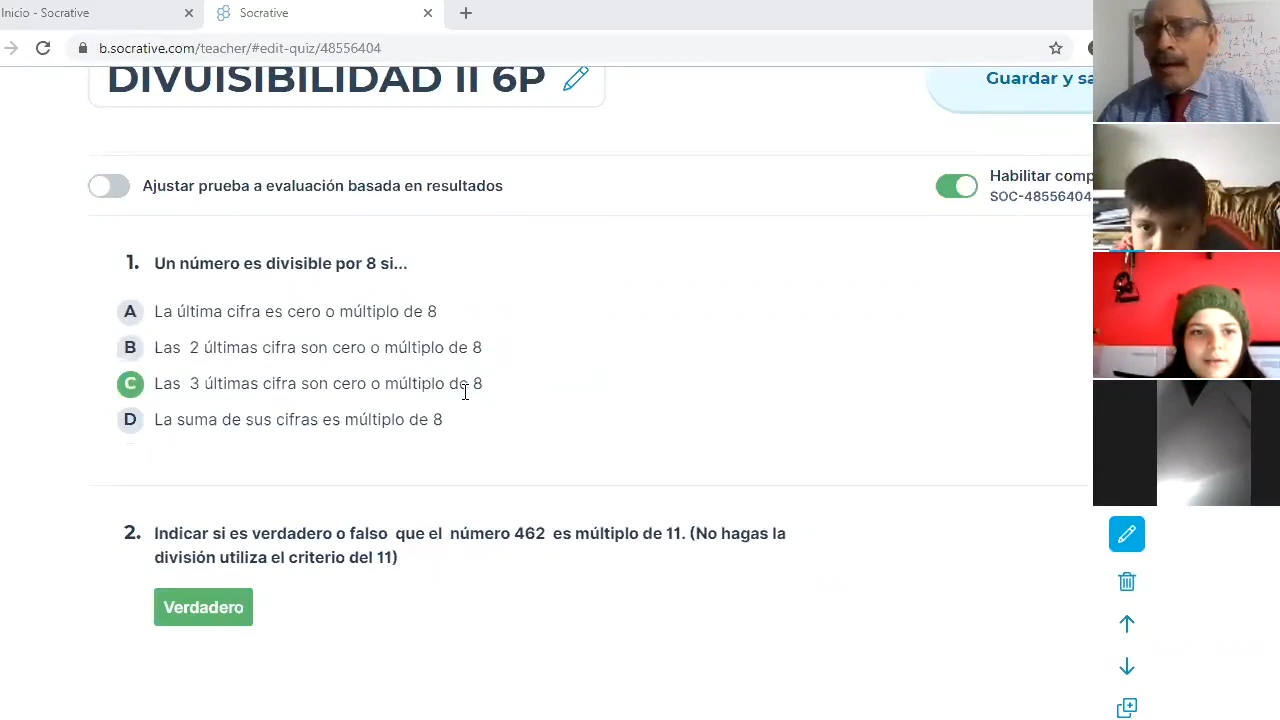 Inicio - Socrative
Socrative
b.socrative.com/teacher/#edit-quiz/48556404
DIVUISIBILIDAD II 6P
Guardar y sa
Ajustar prueba a evaluación basada en resultados
Habilitar comp
SOC-48556404
1. Un número es divisible por 8 si...
A La última cifra es cero o múltiplo de 8
B Las 2 últimas cifra son cero o múltiplo de 8
C Las 3 últimas cifra son cero o múltiplo de 8
D La suma de sus cifras es múltiplo de 8
2. Indicar si es verdadero o falso que el número 462 es múltiplo de 11. (No hagas la
división utiliza el criterio del 11)
Verdadero